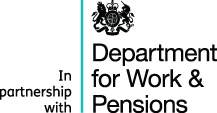 In
partnership
with
Department
for Work &
Pensions